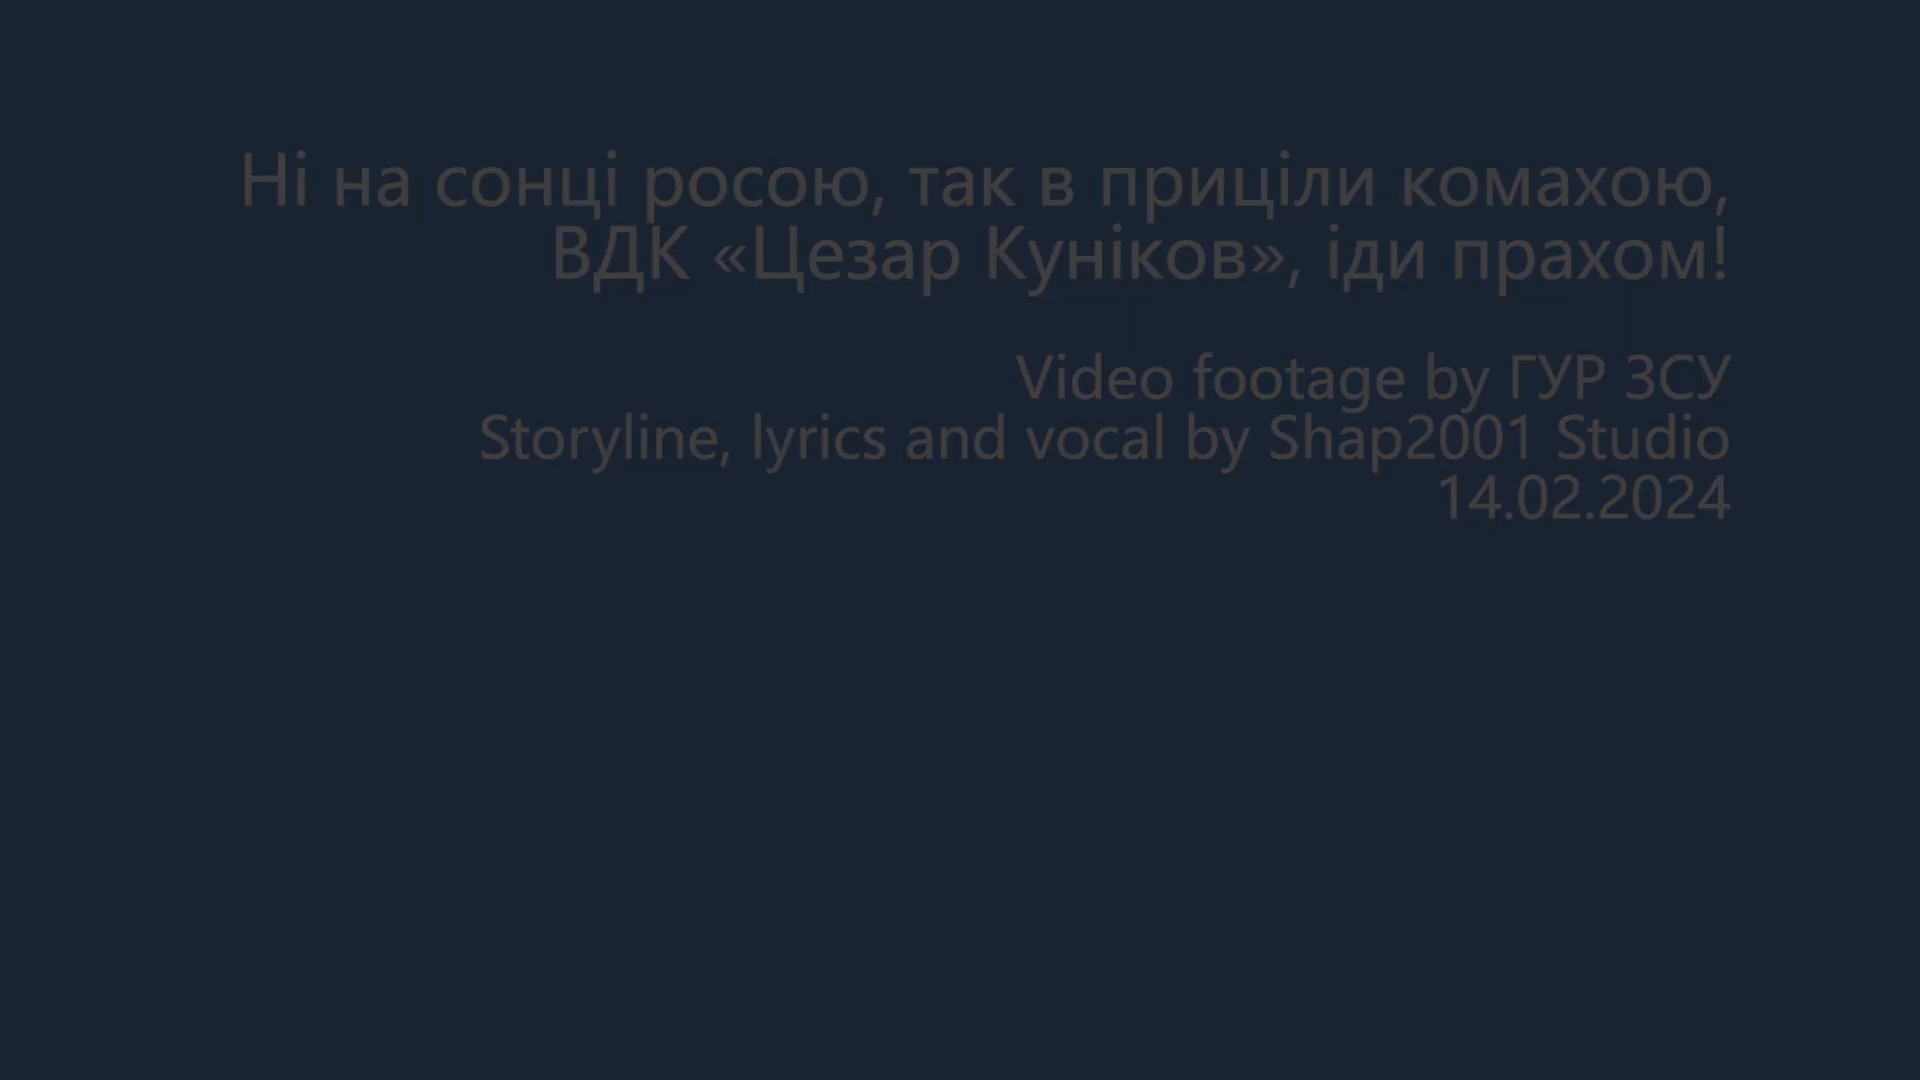 Ні на сонці росою, так в приціли комахою,
ВДК «Цезар Куніков», іди прахом!
Video footage by ГУР ЗСУ
Storyline, lyrics and vocal by Shap2001 Studio
14.02.2024